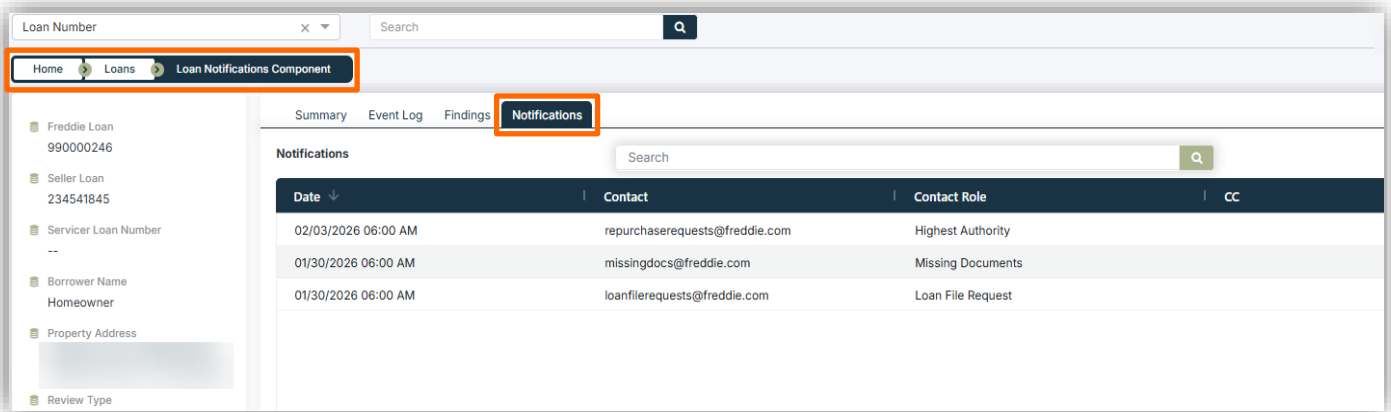 Loan Number
Search
Home Loans Loan Notifications Component
Summary Event Log Findings Notifications
Freddie Loan
990000246
Seller Loan
234541845
Servicer Loan Number
--
Borrower Name
Homeowner
Property Address
Review Type
Notifications
Search
Date Contact Contact Role CC
02/03/2026 06:00 AM repurchaserequests@freddie.com Highest Authority
01/30/2026 06:00 AM missingdocs@freddie.com Missing Documents
01/30/2026 06:00 AM loanfilerequests@freddie.com Loan File Request